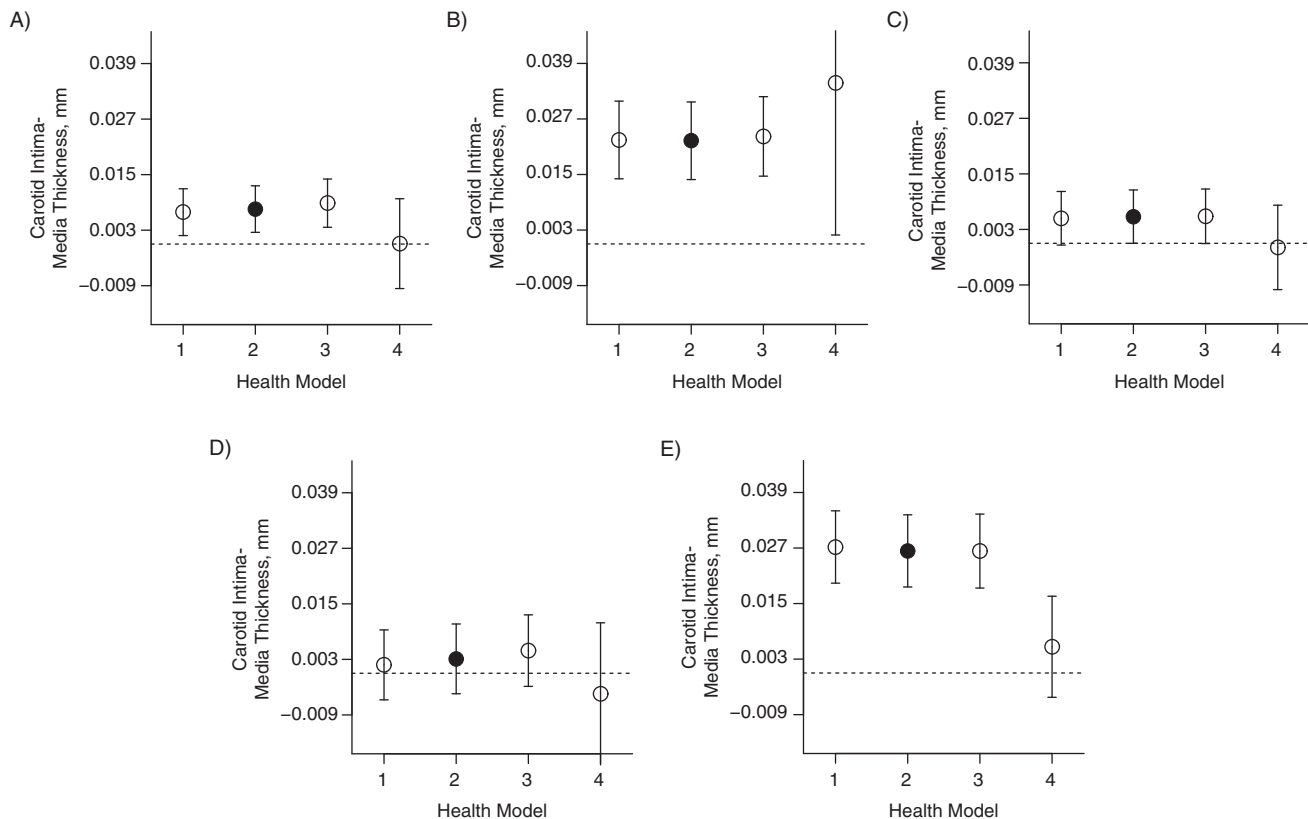 A)
Carotid Intima-
Media Thickness, mm
0.039
0.027
0.015
0.003
−0.009
1 2 3 4
Health Model
B)
Carotid Intima-
Media Thickness, mm
0.039
0.027
0.015
0.003
−0.009
1 2 3 4
Health Model
C)
Carotid Intima-
Media Thickness, mm
0.039
0.027
0.015
0.003
−0.009
1 2 3 4
Health Model
D)
Carotid Intima-
Media Thickness, mm
0.039
0.027
0.015
0.003
−0.009
1 2 3 4
Health Model
E)
Carotid Intima-
Media Thickness, mm
0.039
0.027
0.015
0.003
−0.009
1 2 3 4
Health Model